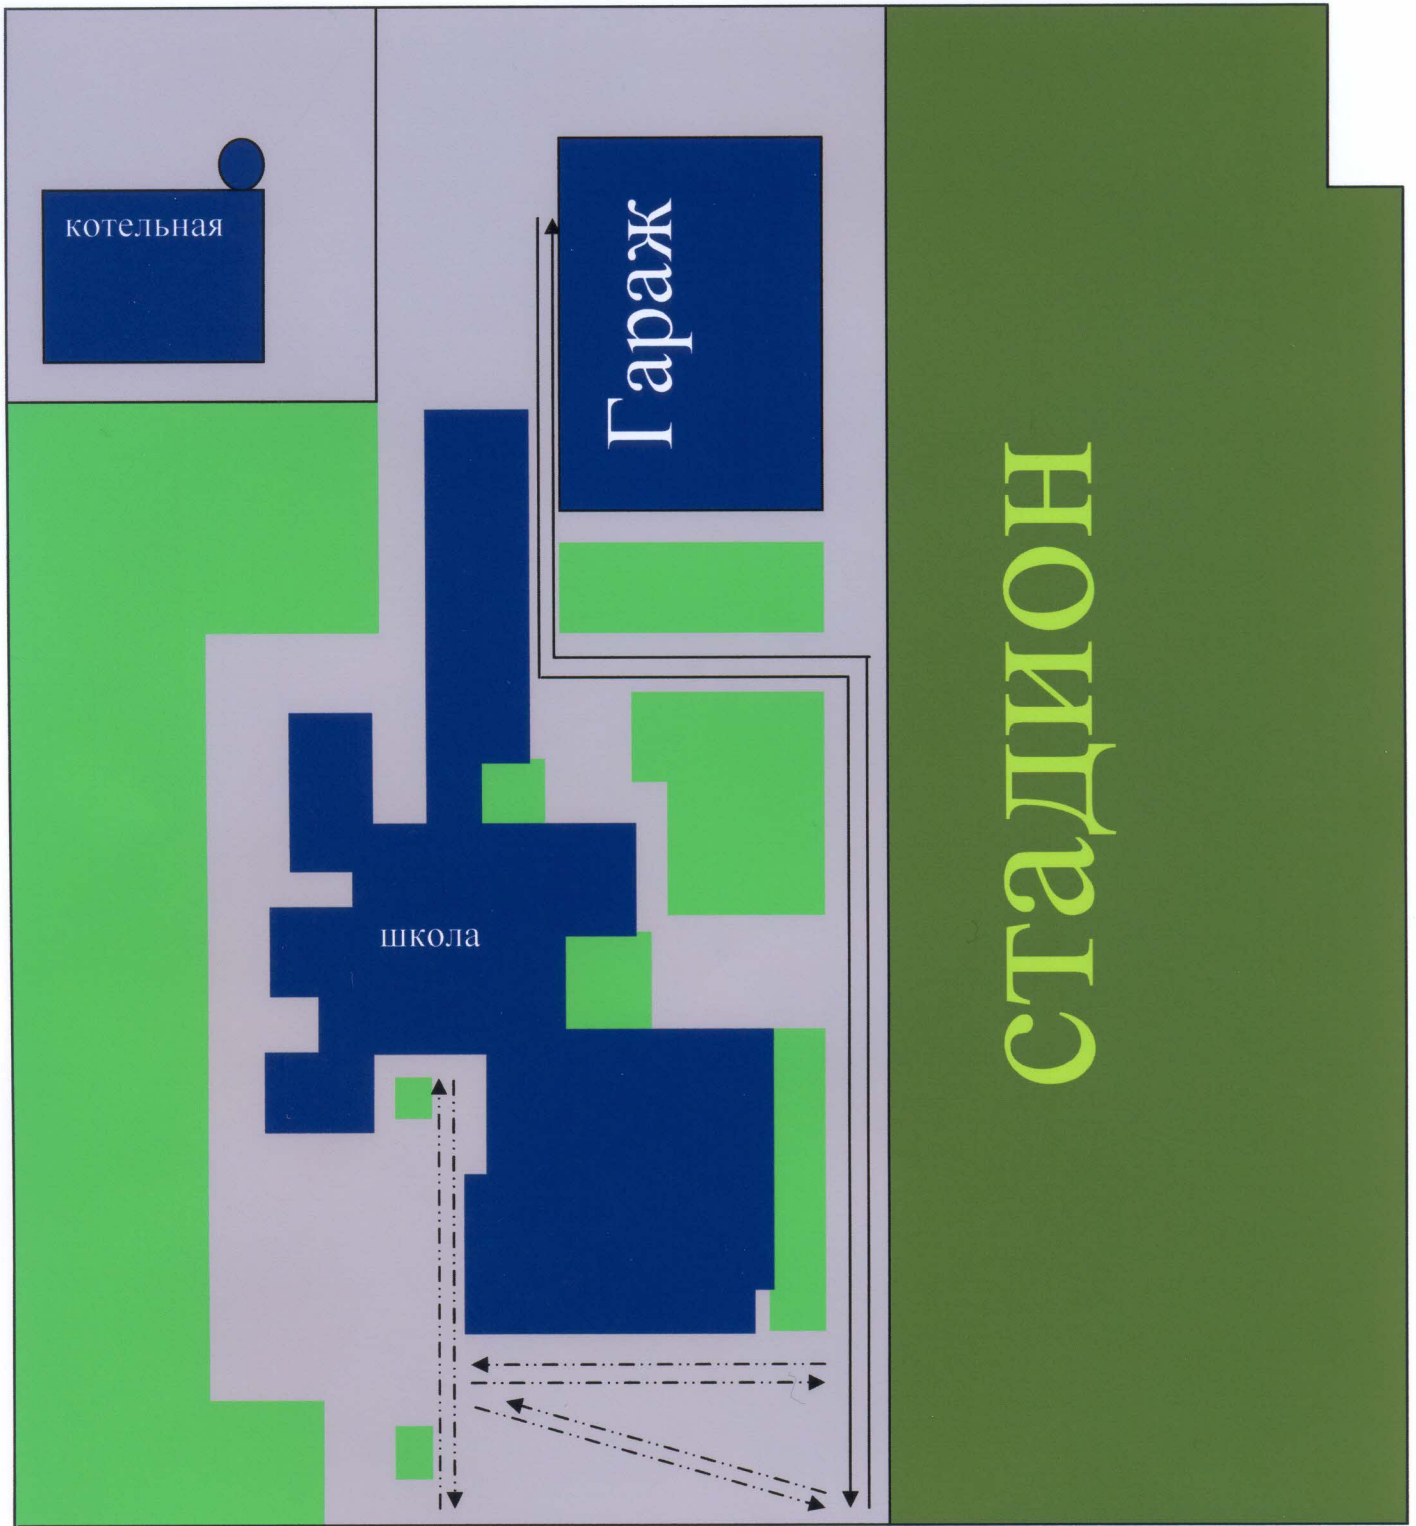 котельная
Гараж
стадион
школа